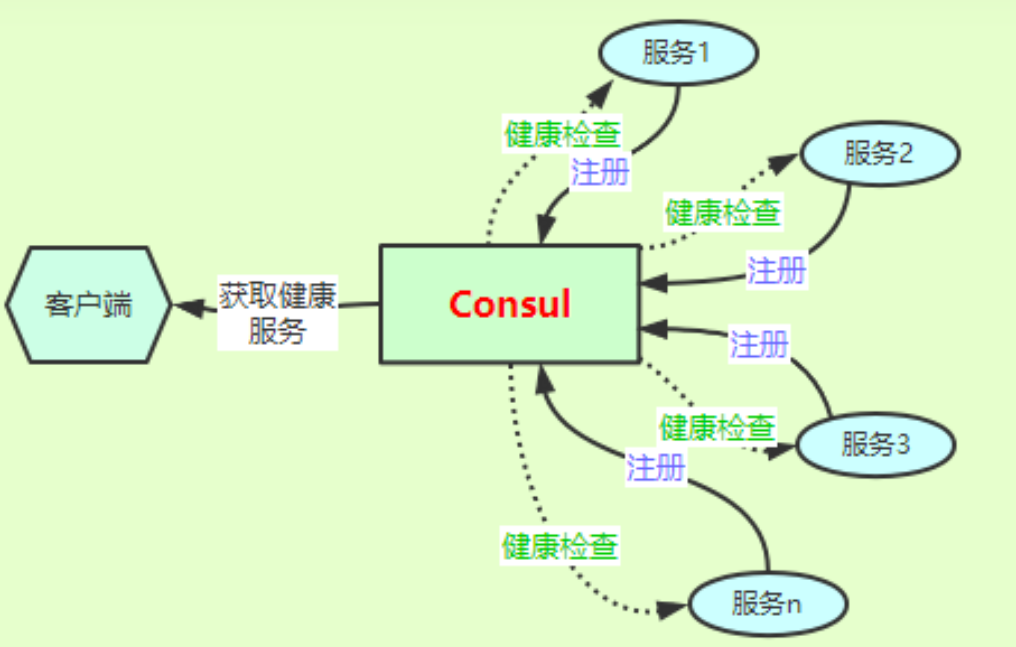 服务1
健康检查
注册
服务2
健康检查
注册
客户端
获取健康
服务
Consul
注册
健康检查
服务3
注册
健康检查
服务n